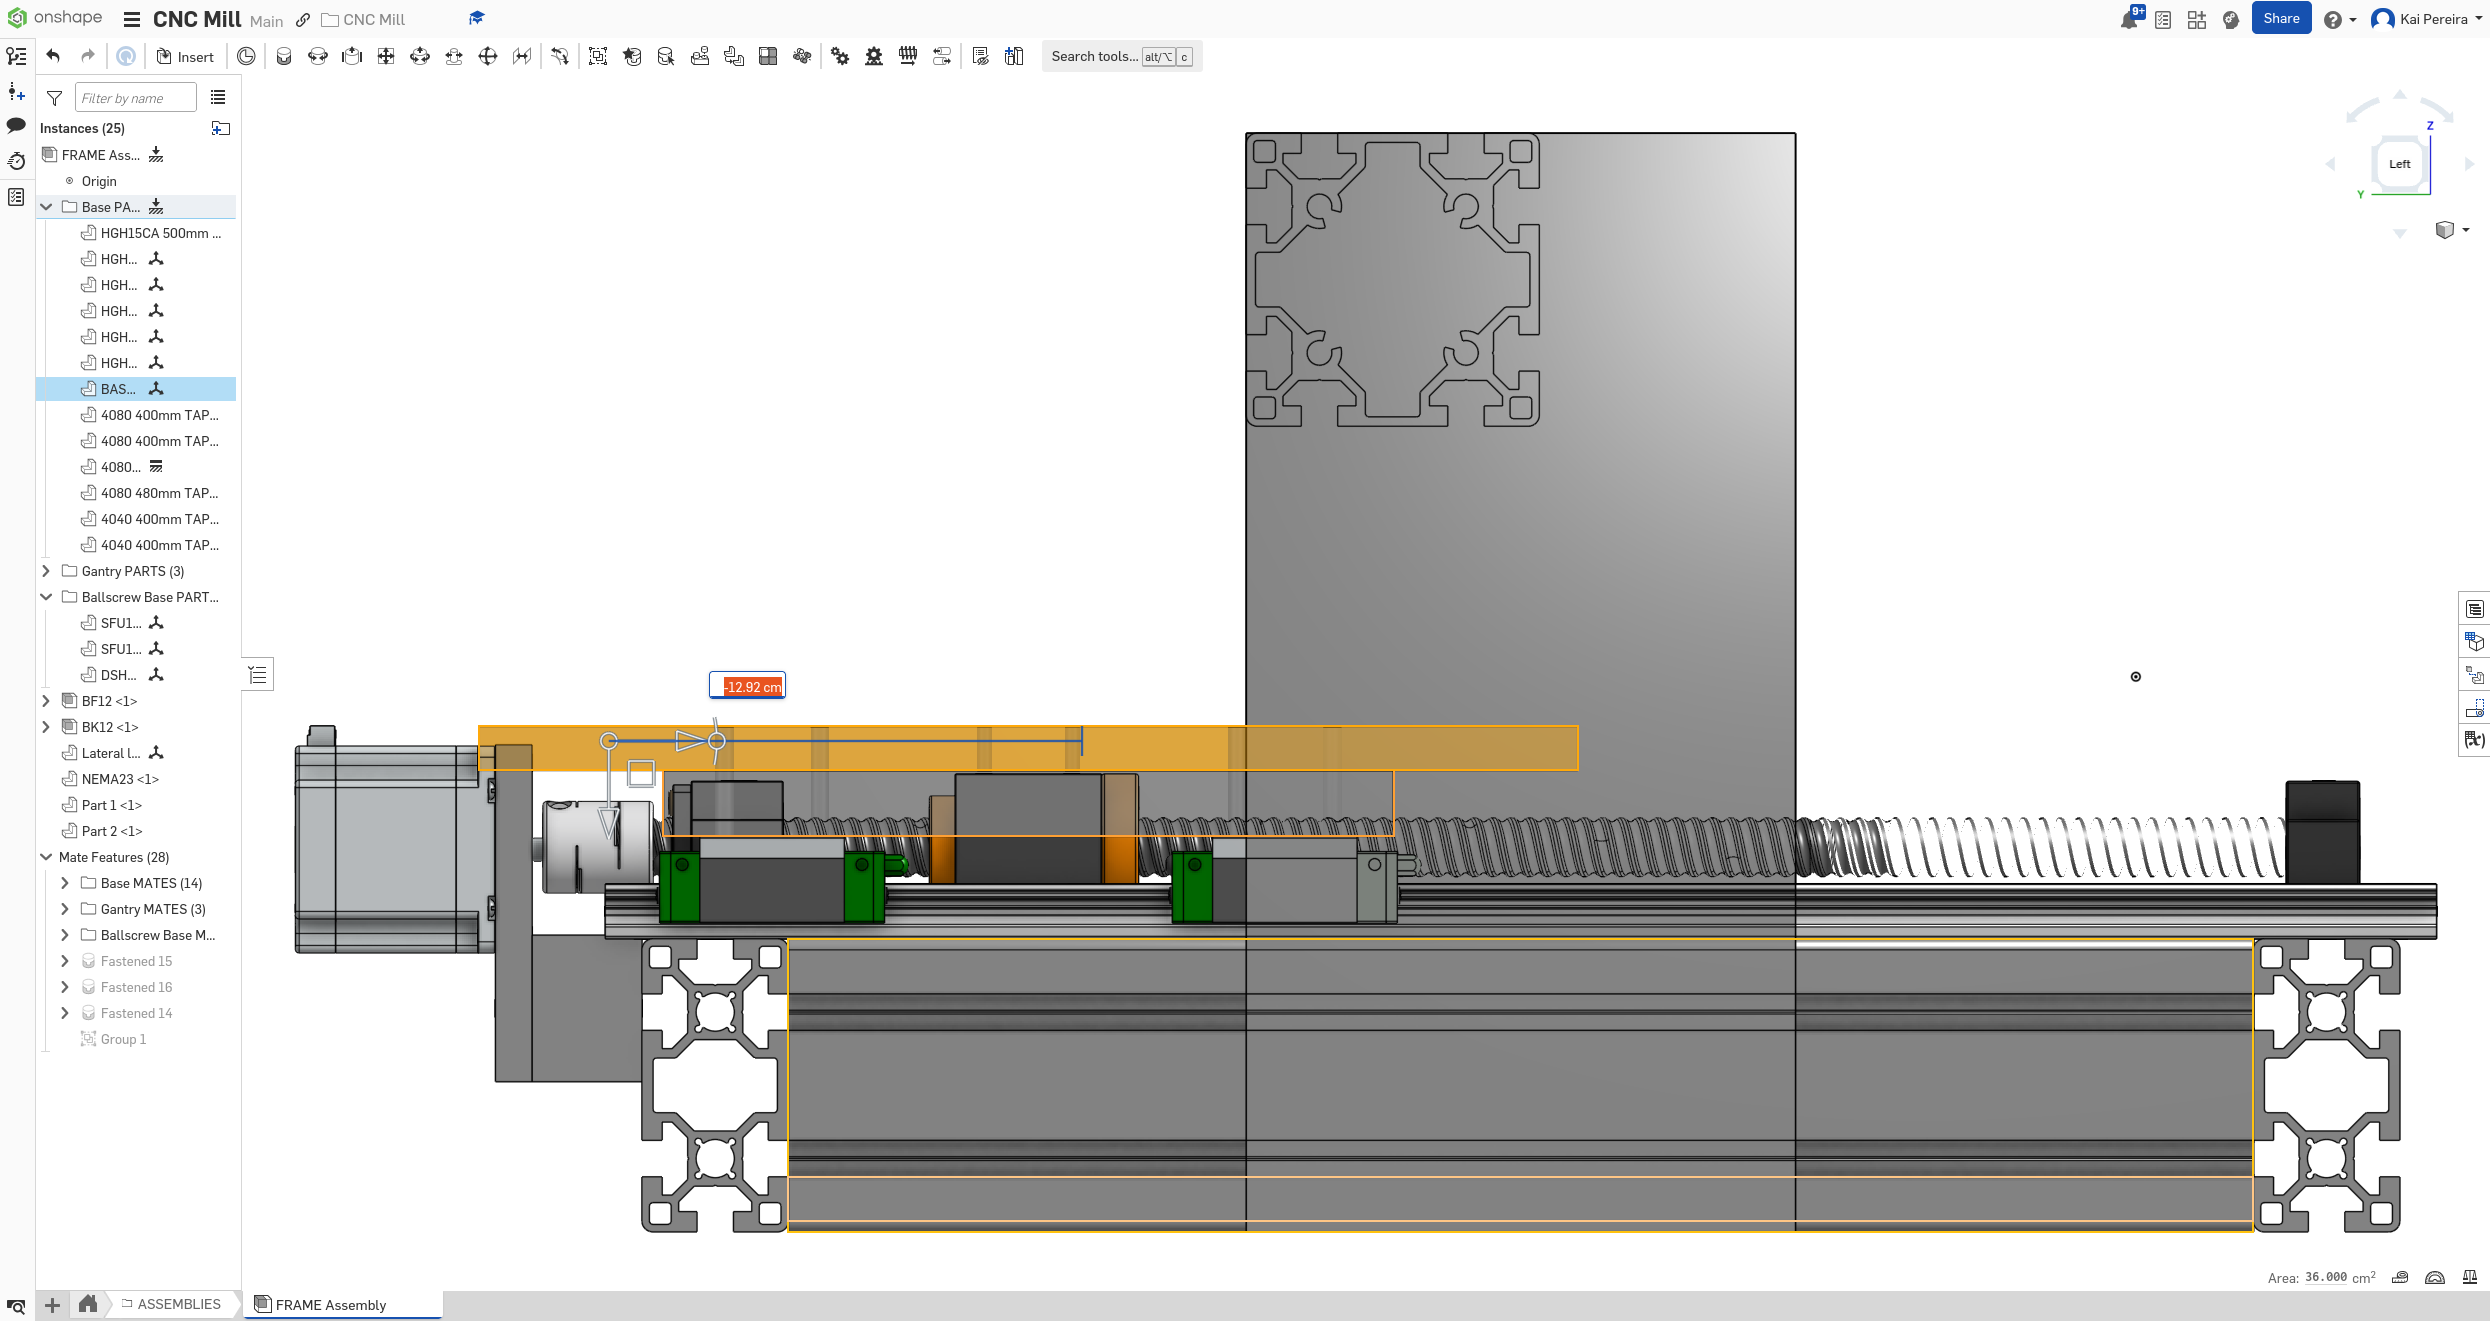 onshape CNC Mill Main CNC Mill 9+ Share Kai Pereira
Insert Search tools... alt/⌥ c
Filter by name
Instances (25)
FRAME Ass...
Origin
Base PA...
HGH15CA 500mm ...
HGH...
HGH...
HGH...
HGH...
HGH...
BAS...
4080 400mm TAP...
4080 400mm TAP...
4080...
4080 480mm TAP...
4040 400mm TAP...
4040 400mm TAP...
Gantry PARTS (3)
Ballscrew Base PART...
SFU1...
SFU1...
DSH...
BF12 <1>
BK12 <1>
Lateral l...
NEMA23 <1>
Part 1 <1>
Part 2 <1>
Mate Features (28)
Base MATES (14)
Gantry MATES (3)
Ballscrew Base M...
Fastened 15
Fastened 16
Fastened 14
Group 1
Z
Left
Y
-12.92 cm
Area: 36.000 cm²
ASSEMBLIES FRAME Assembly